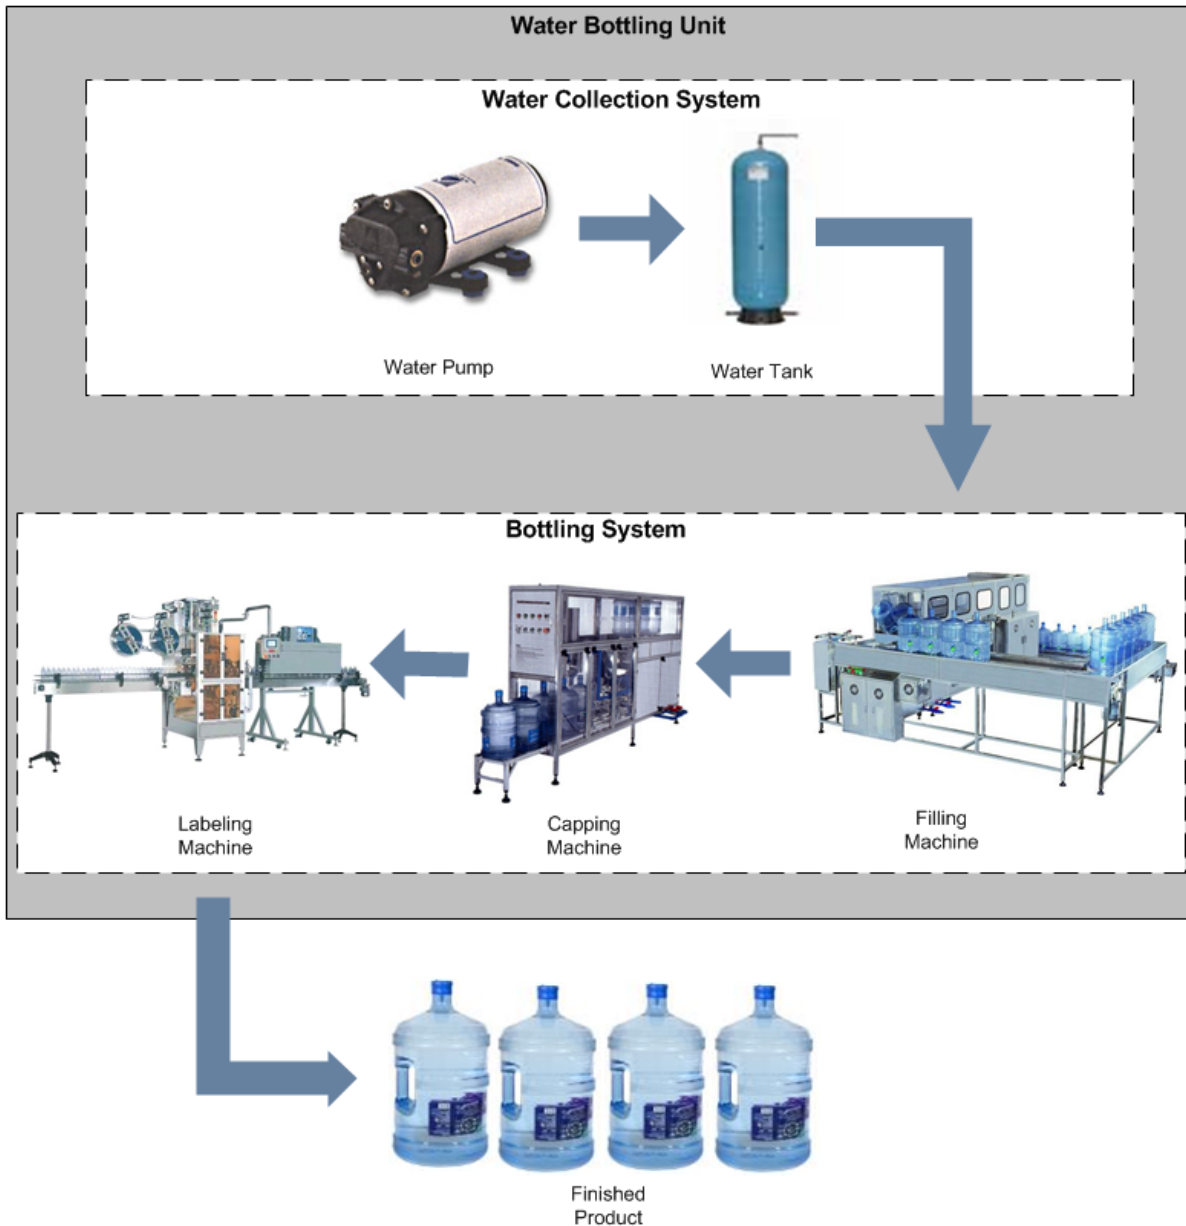 Water Bottling Unit
Water Collection System
Water Pump
Water Tank
Bottling System
Labeling
Machine
Capping
Machine
Filling
Machine
Finished
Product